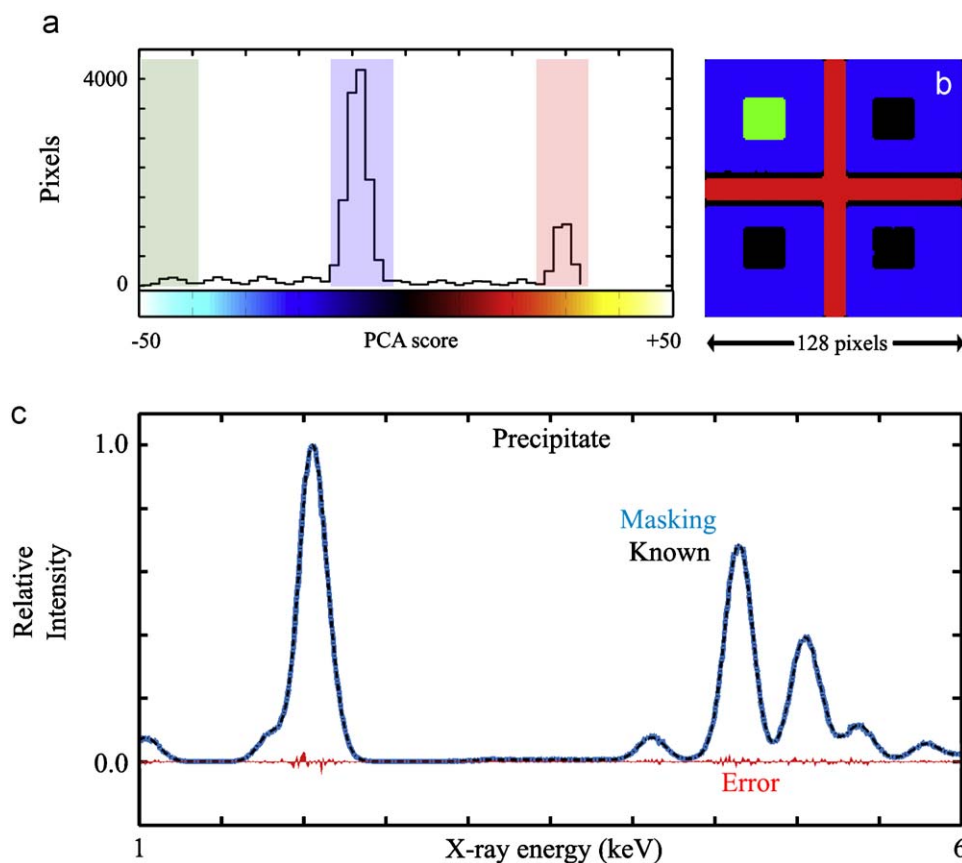 a
4000
Pixels
0
-50
PCA score
+50
b
128 pixels
c
1.0
Precipitate
Masking
Known
Relative
Intensity
0.0
Error
1
X-ray energy (keV)
6